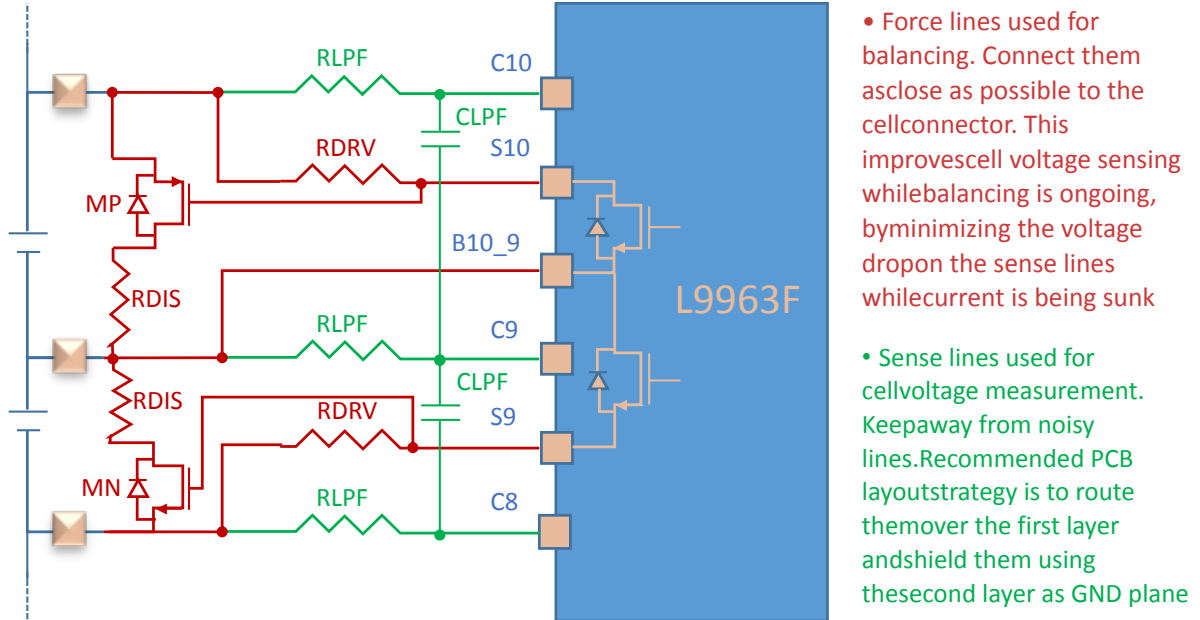 RLPF
C10
CLPF
S10
RDRV
MP
B10_9
RDIS
L9963F
RLPF
C9
CLPF
RDIS
RDRV
S9
MN
RLPF
C8
• Force lines used for
balancing. Connect them
asclose as possible to the
cellconnector. This
improvescell voltage sensing
whilebalancing is ongoing,
byminimizing the voltage
dropon the sense lines
whilecurrent is being sunk
• Sense lines used for
cellvoltage measurement.
Keepaway from noisy
lines.Recommended PCB
layoutstrategy is to route
themover the first layer
andshield them using
thesecond layer as GND plane